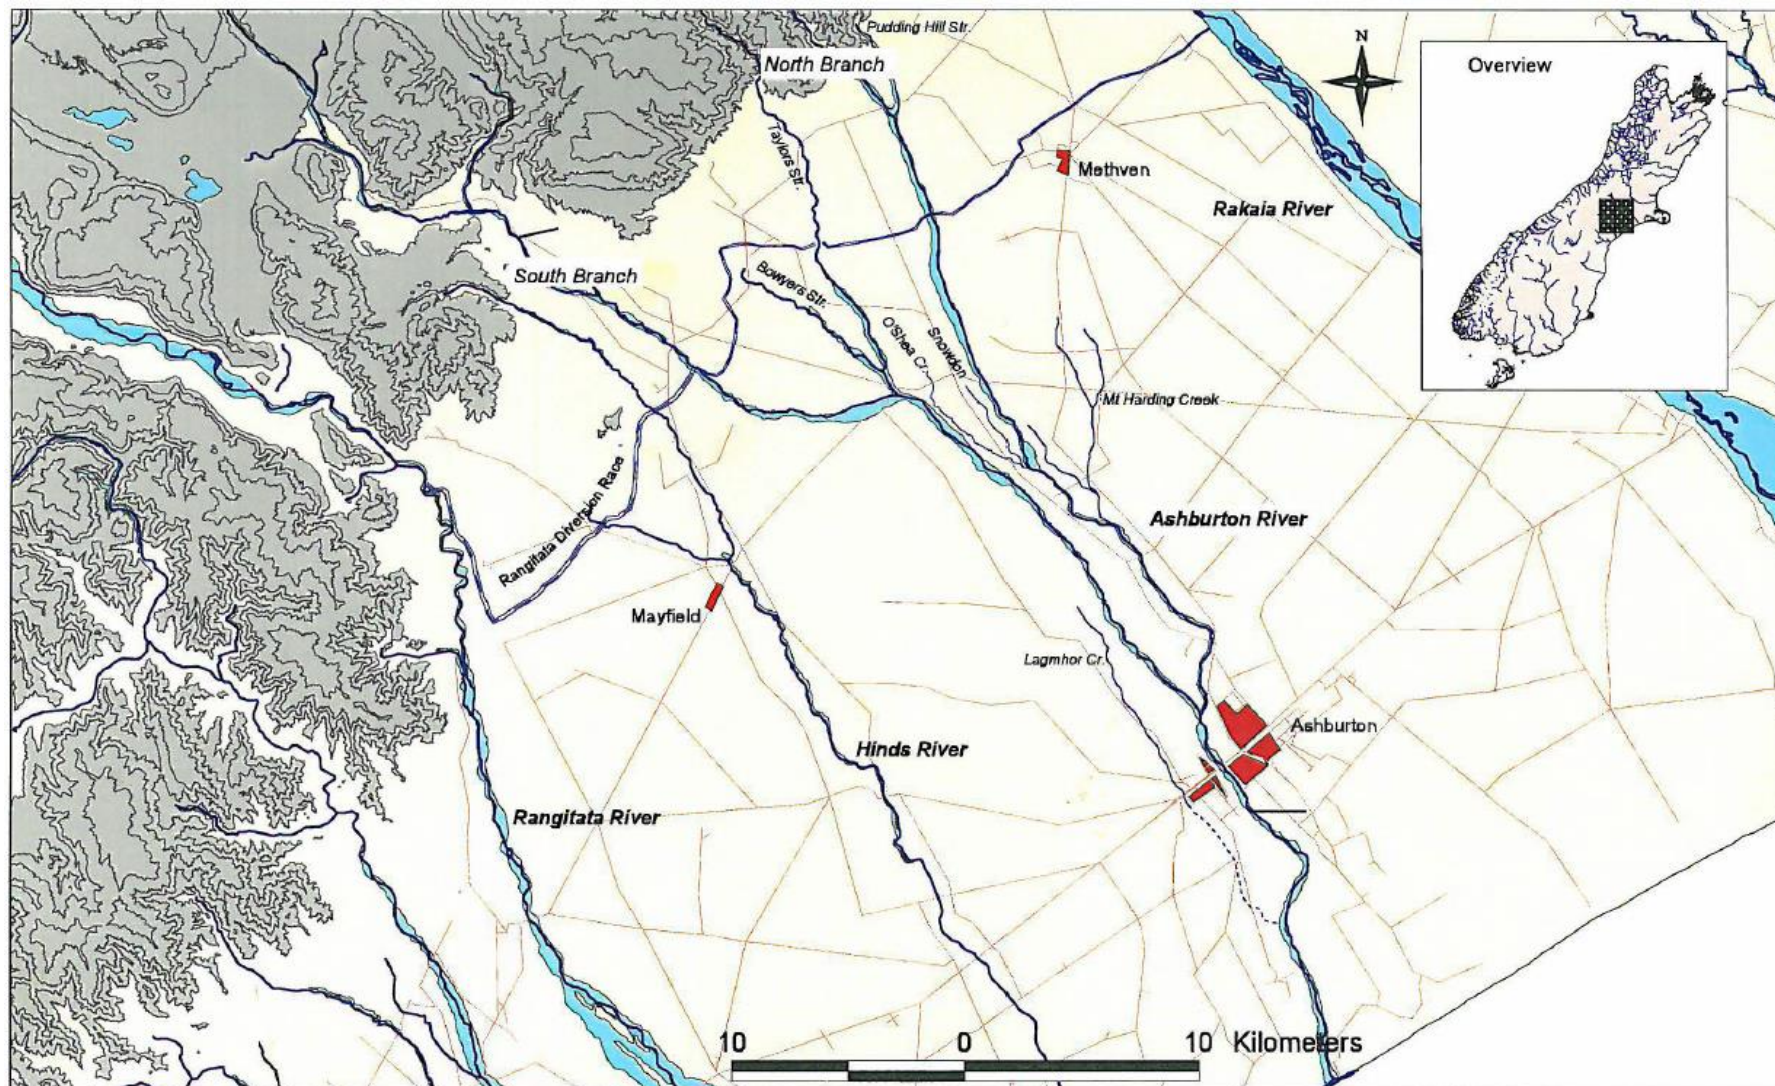 Pudding Hill Str.
North Branch
N
Overview
Taylors Str.
Methven
Rakaia River
South Branch
Bowyers Str.
O'Shea Cr.
Snowdon
Mt Harding Creek
Rangitata Diversion Race
Ashburton River
Mayfield
Lagmhor Cr.
Ashburton
Hinds River
Rangitata River
10 0 10 Kilometers